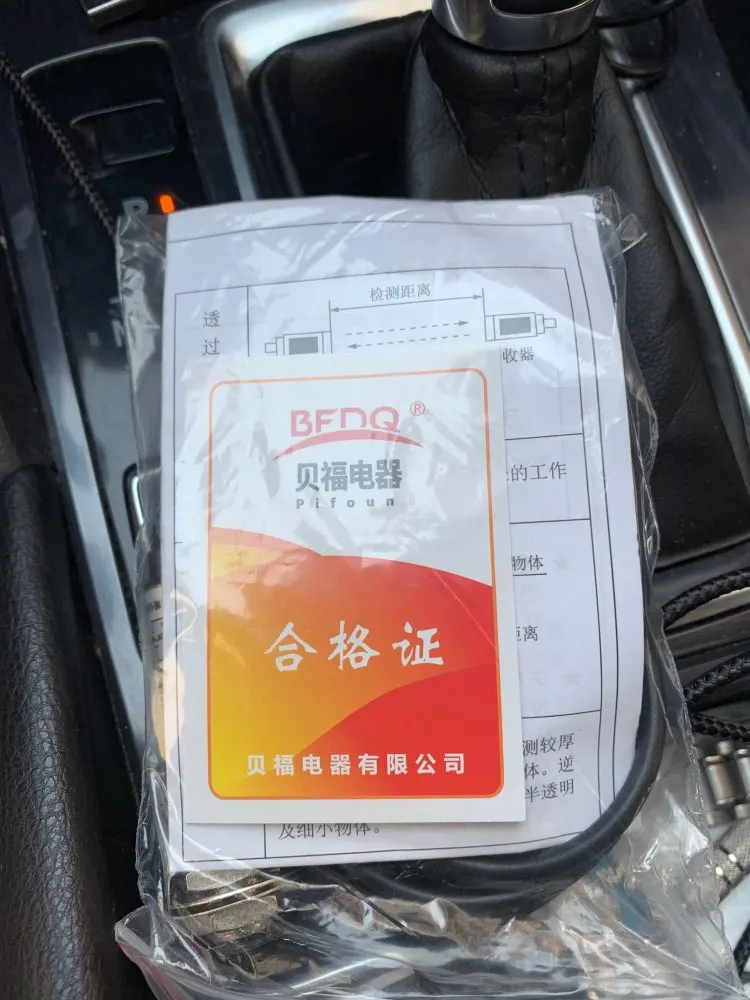 检测距离
透
过
收器
BFDQ®
贝福电器
Pifoun
的工作
物体
距离
合格证
测较厚
贝福电器有限公司
体。逆
半透明
及细小物体。